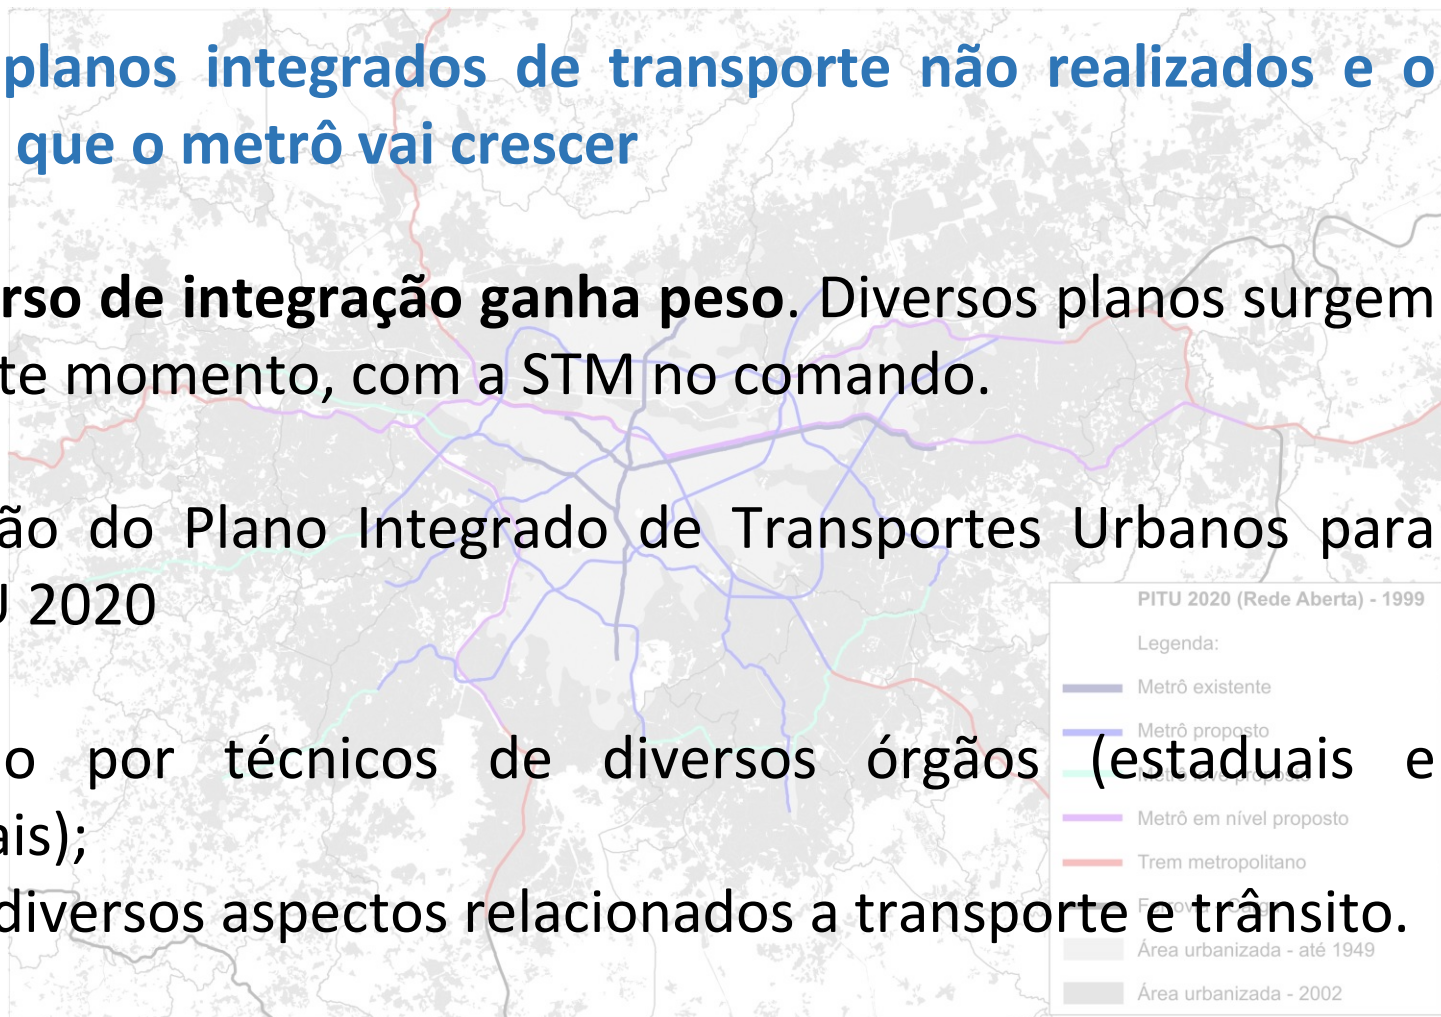 planos integrados de transporte não realizados e o
que o metrô vai crescer
rso de integração ganha peso. Diversos planos surgem
te momento, com a STM no comando.
ão do Plano Integrado de Transportes Urbanos para
U 2020
o por técnicos de diversos órgãos (estaduais e
ais);
diversos aspectos relacionados a transporte e trânsito.
PITU 2020 (Rede Aberta) - 1999
Legenda:
Metrô existente
Metrô proposto
Metrô leve proposto
Metrô em nível proposto
Trem metropolitano
Área urbanizada - até 1949
Área urbanizada - 2002